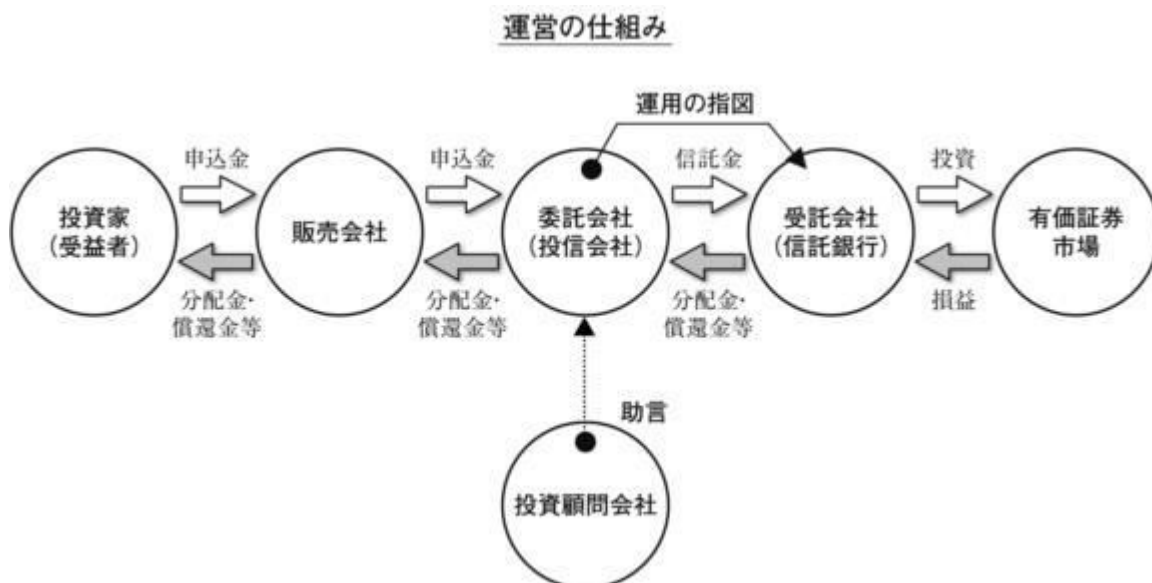 運営の仕組み
運用の指図
申込金
申込金
信託金
投資
投資家
（受益者）
販売会社
委託会社
（投信会社）
受託会社
（信託銀行）
有価証券
市場
分配金・
償還金等
分配金・
償還金等
分配金・
償還金等
損益
助言
投資顧問会社